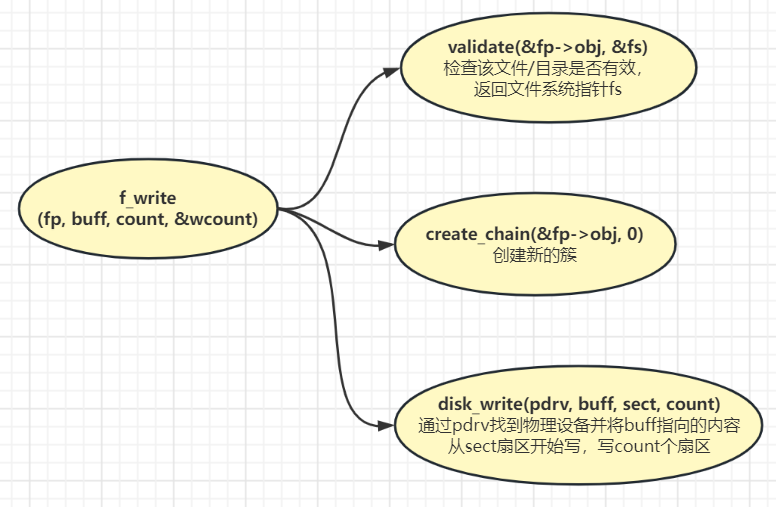 validate(&fp->obj, &fs)
检查该文件/目录是否有效，
返回文件系统指针fs
f_write
(fp, buff, count, &wcount)
create_chain(&fp->obj, 0)
创建新的簇
disk_write(pdrv, buff, sect, count)
通过pdrv找到物理设备并将buff指向的内容
从sect扇区开始写，写count个扇区